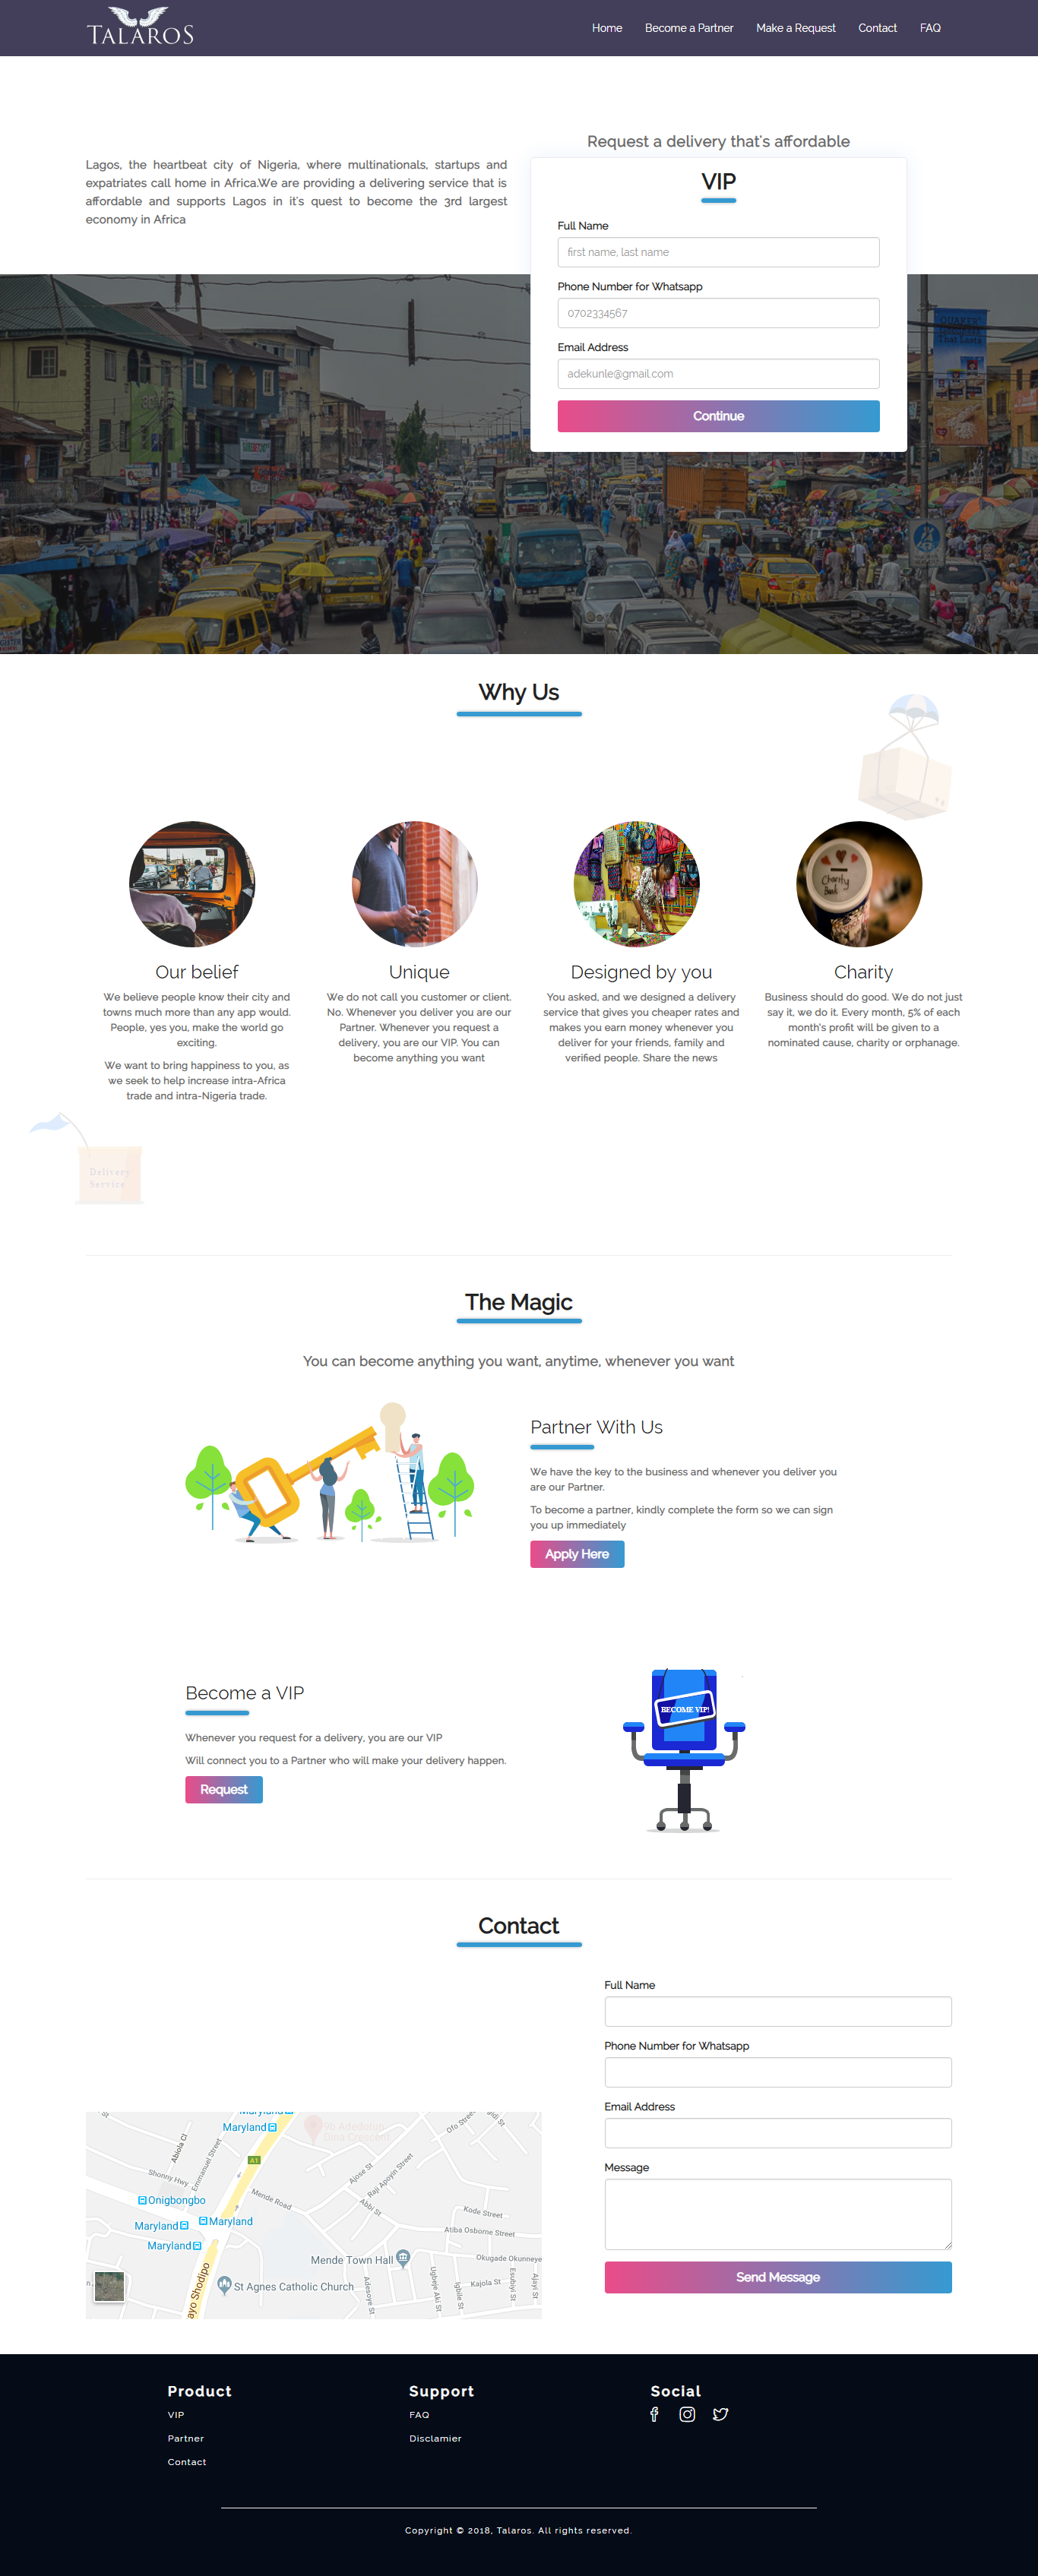 TALAROS
Home Become a Partner Make a Request Contact FAQ
Lagos, the heartbeat city of Nigeria, where multinationals, startups and
expatriates call home in Africa.We are providing a delivering service that is
affordable and supports Lagos in it's quest to become the 3rd largest
economy in Africa
Request a delivery that's affordable
VIP
Full Name
first name, last name
Phone Number for Whatsapp
0702334567
Email Address
adekunle@gmail.com
Continue
QUAKER
That Lasts
Why Us
Charity
Our belief
We believe people know their city and
towns much more than any app would.
People, yes you, make the world go
exciting.
We want to bring happiness to you, as
we seek to help increase intra-Africa
trade and intra-Nigeria trade.
Unique
We do not call you customer or client.
No. Whenever you deliver you are our
Partner. Whenever you request a
delivery, you are our VIP. You can
become anything you want
Designed by you
You asked, and we designed a delivery
service that gives you cheaper rates and
makes you earn money whenever you
deliver for your friends, family and
verified people. Share the news
Charity
Business should do good. We do not just
say it, we do it. Every month, 5% of each
month's profit will be given to a
nominated cause, charity or orphanage.
Delivery
Service
The Magic
You can become anything you want, anytime, whenever you want
Partner With Us
We have the key to the business and whenever you deliver you
are our Partner.
To become a partner, kindly complete the form so we can sign
you up immediately
Apply Here
Become a VIP
Whenever you request for a delivery, you are our VIP
Will connect you to a Partner who will make your delivery happen.
Request
BECOME VIP!
Contact
Full Name
Phone Number for Whatsapp
Email Address
Message
Send Message
Maryland
Maryland
A1
Abiola Cl
Emmanuel Street
Shonny Hwy
Onigbongbo
Maryland
Maryland
Maryland
Mende Road
Ajose St
Raji Apoyin Street
Abbi St
Kode Street
Atiba Osborne Street
Mende Town Hall
Okugade Okunneye
St Agnes Catholic Church
Adesoye St
Ugbeje Aki St
Igbile St
Kajola St
Esubiyi St
Ajayi St
ayo Shodipo
Product
VIP
Partner
Contact
Support
FAQ
Disclamier
Social
Copyright © 2018, Talaros. All rights reserved.